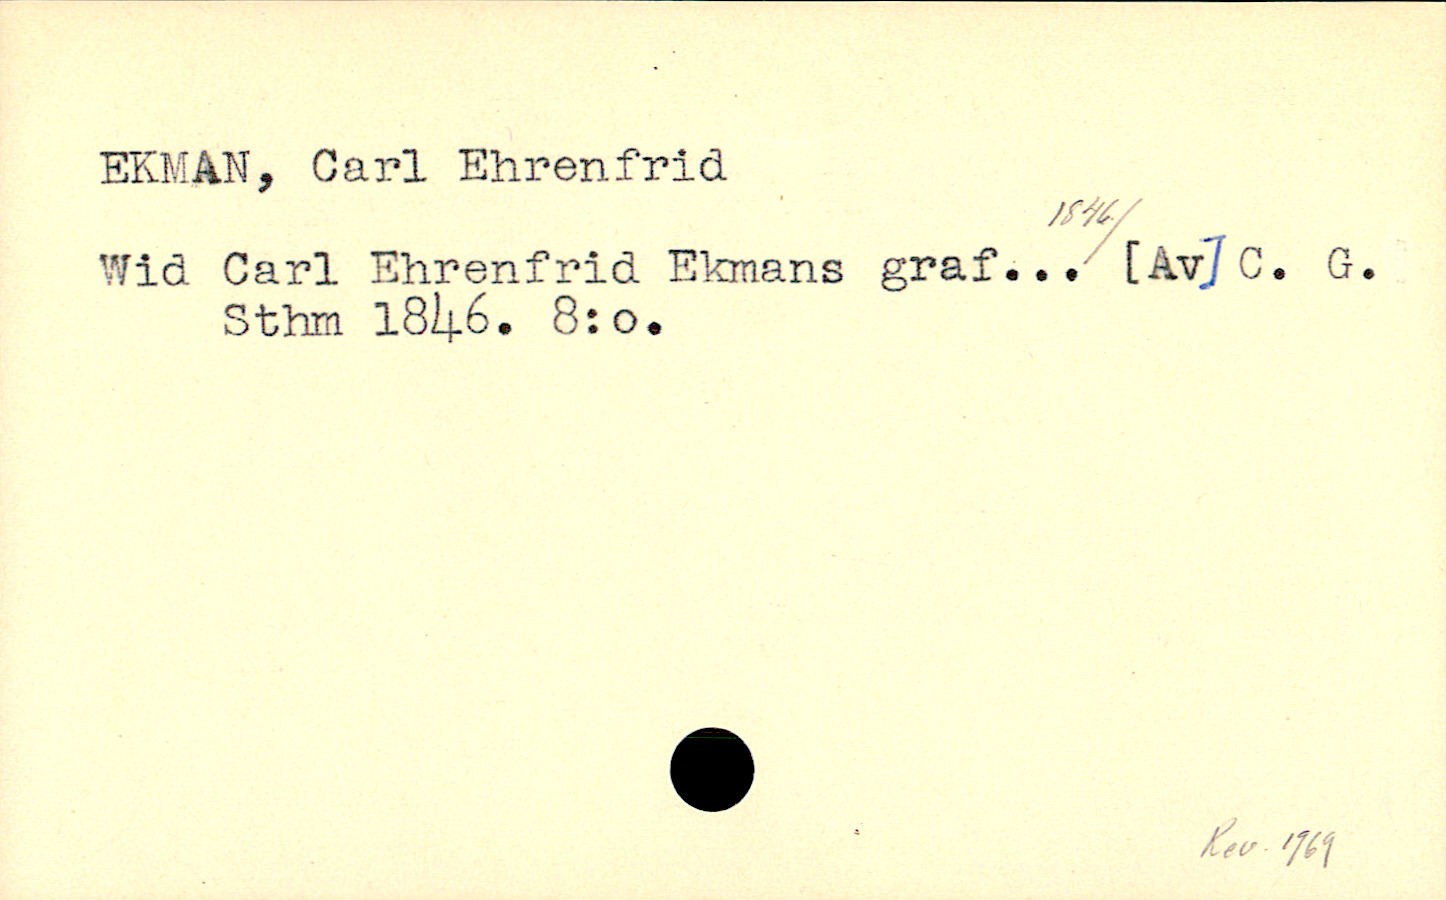 EKMAN, Carl Ehrenfrid
1846./
Wid Carl Ehrenfrid Ekmans graf... [Av] C. G.
Sthm 1846. 8:o.
Rev. 1969